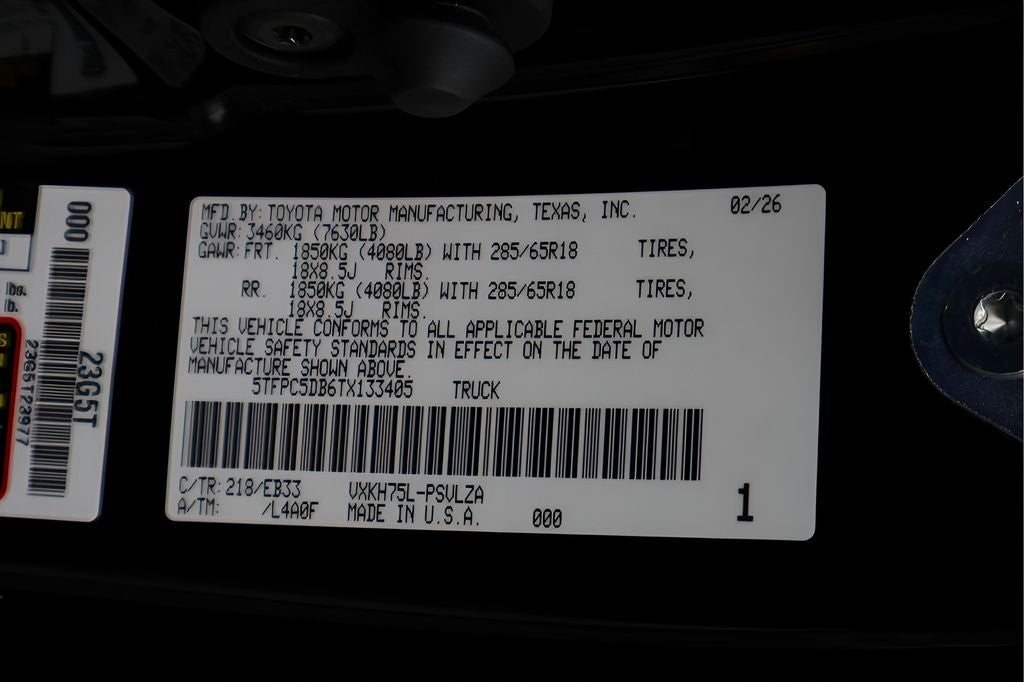 MFD. BY: TOYOTA MOTOR MANUFACTURING, TEXAS, INC. 02/26
GVWR: 3460KG (7630LB)
GAWR: FRT. 1850KG (4080LB) WITH 285/65R18 TIRES,
18X8.5J RIMS.
RR. 1850KG (4080LB) WITH 285/65R18 TIRES,
18X8.5J RIMS.
THIS VEHICLE CONFORMS TO ALL APPLICABLE FEDERAL MOTOR
VEHICLE SAFETY STANDARDS IN EFFECT ON THE DATE OF
MANUFACTURE SHOWN ABOVE.
5TFPC5DB6TX133405 TRUCK
C/TR: 218/EB33 VXKH75L-PSVLZA
A/TM: /L4A0F MADE IN U.S.A. 000
1
000
23G5T
23G5T23977
lbs.
lb.